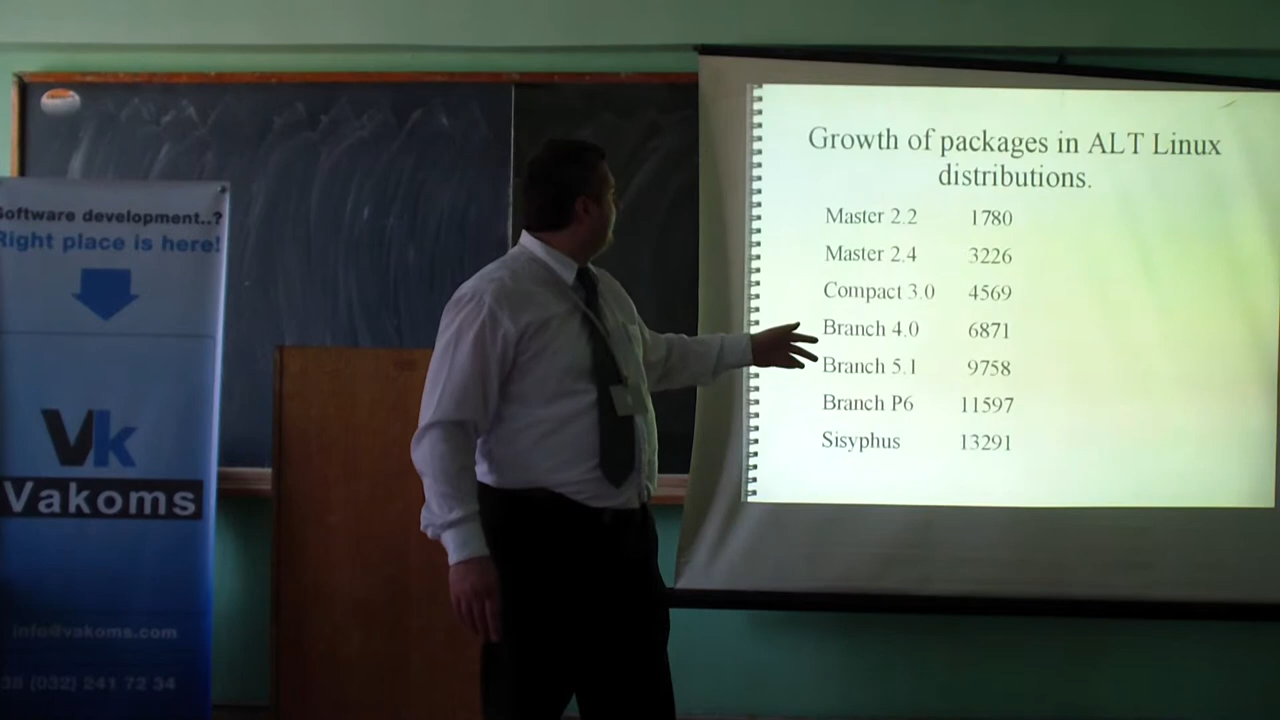 Software development..?
Right place is here!
Vk
Vakoms
info@vakoms.com
38 (032) 241 72 34
Growth of packages in ALT Linux
distributions.
Master 2.2 1780
Master 2.4 3226
Compact 3.0 4569
Branch 4.0 6871
Branch 5.1 9758
Branch P6 11597
Sisyphus 13291